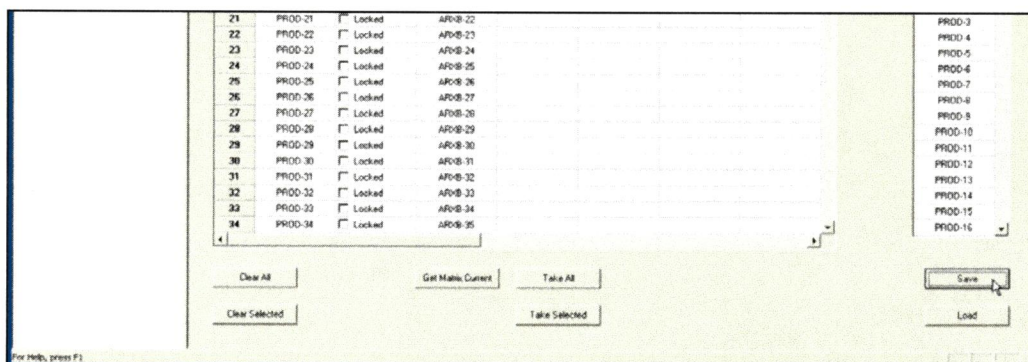 21 PROD-21 Locked ARXB-22 PROD-3
22 PROD-22 Locked ARXB-23 PROD-4
23 PROD-23 Locked ARXB-24 PROD-5
24 PROD-24 Locked ARXB-25 PROD-6
25 PROD-25 Locked ARXB-26 PROD-7
26 PROD-26 Locked ARXB-27 PROD-8
27 PROD-27 Locked ARXB-28 PROD-9
28 PROD-28 Locked ARXB-29 PROD-10
29 PROD-29 Locked ARXB-30 PROD-11
30 PROD-30 Locked ARXB-31 PROD-12
31 PROD-31 Locked ARXB-32 PROD-13
32 PROD-32 Locked ARXB-33 PROD-14
33 PROD-33 Locked ARXB-34 PROD-15
34 PROD-34 Locked ARXB-35 PROD-16
Clear All Get Matrix Current Take All Save
Clear Selected Take Selected Load
For Help, press F1